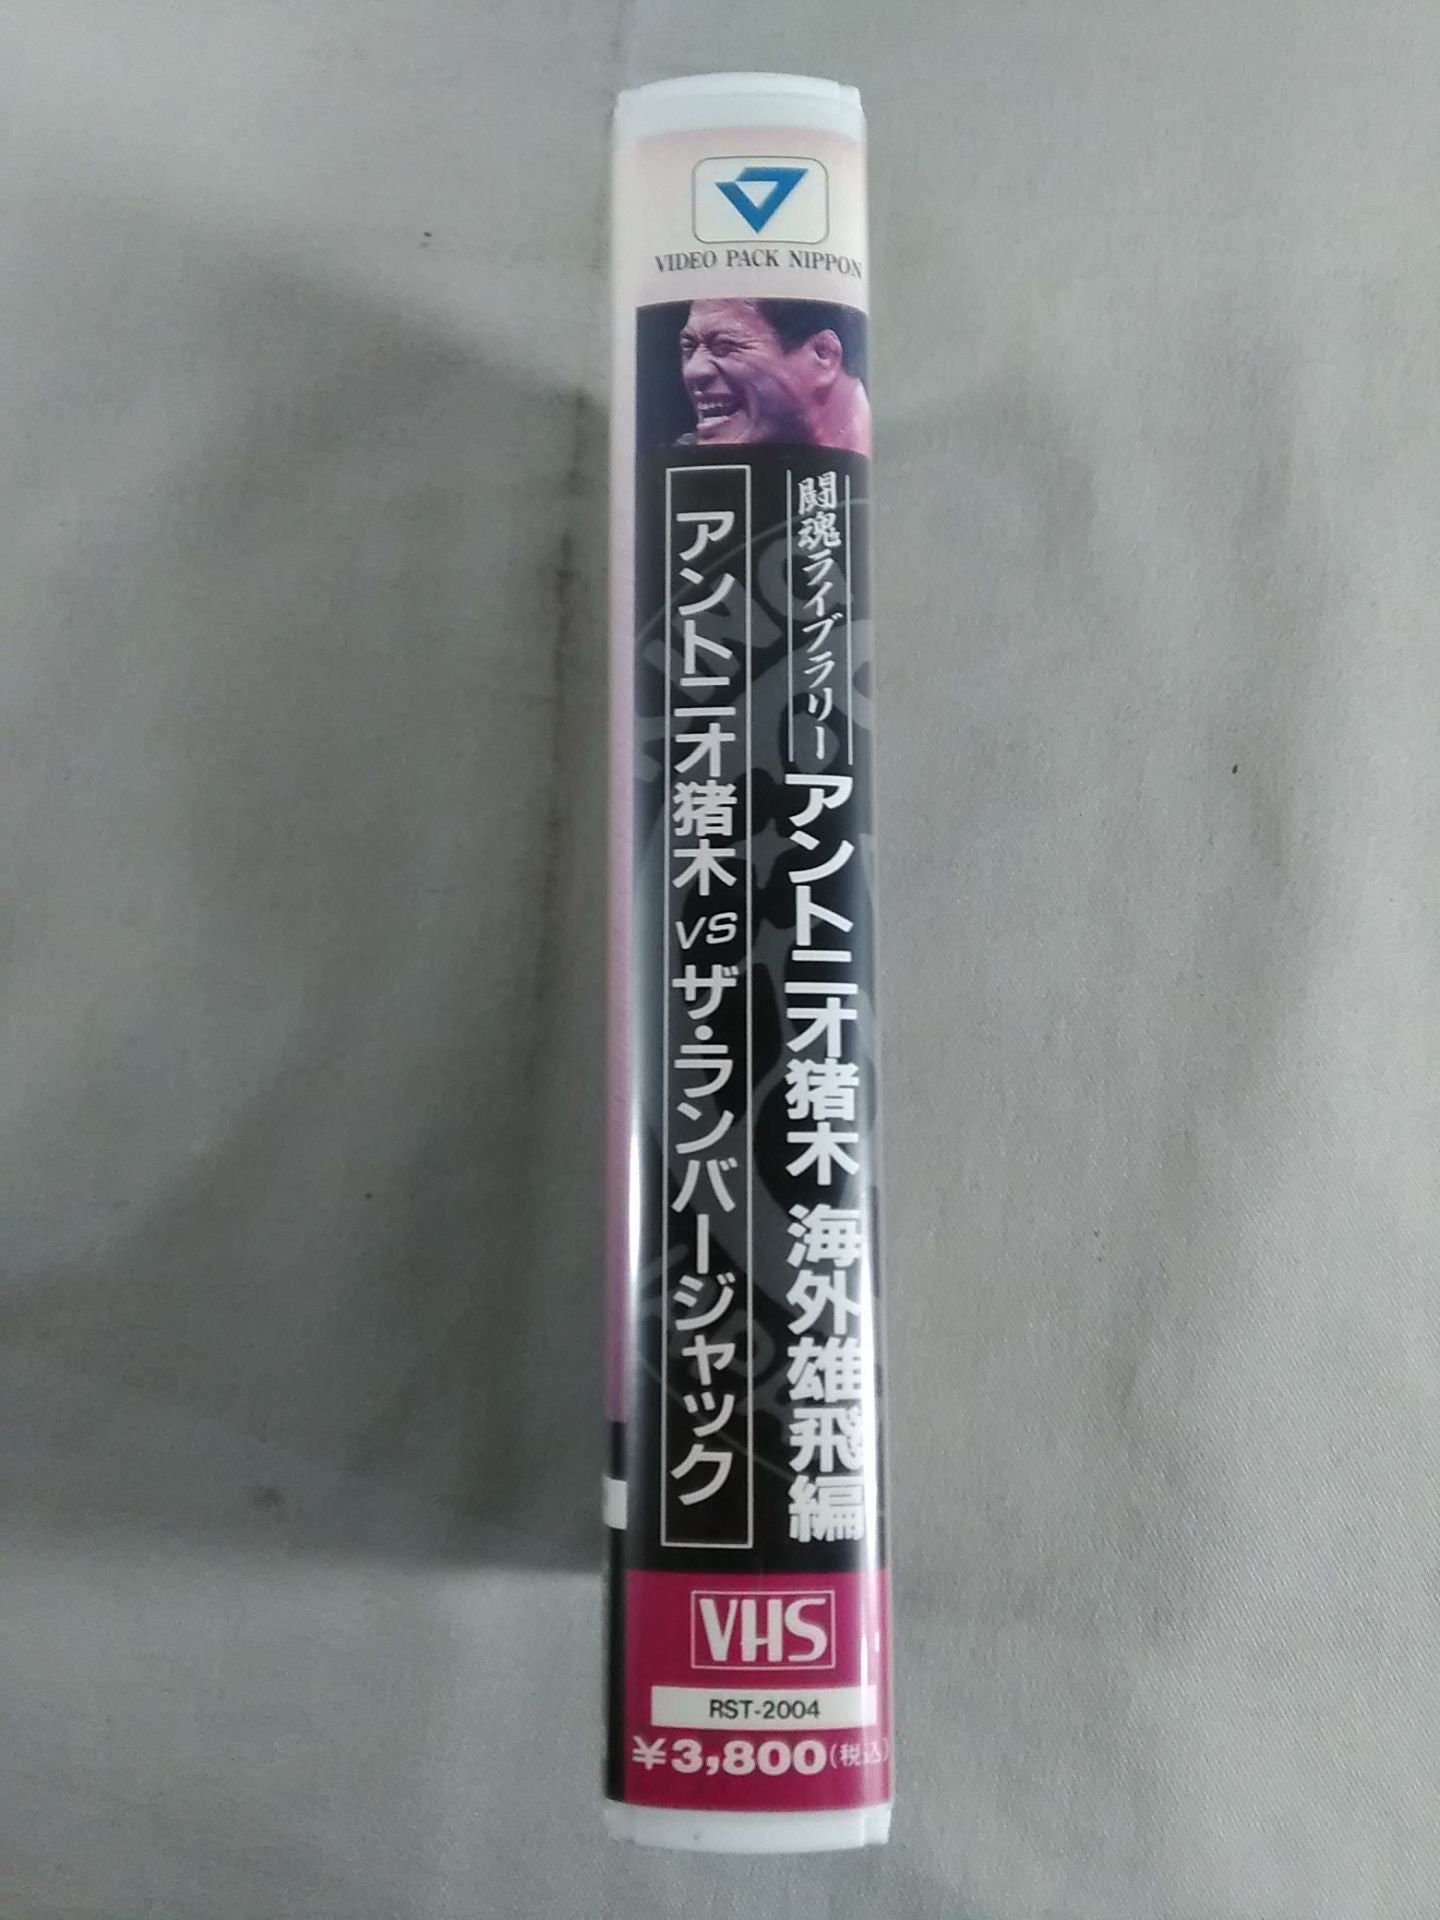 VIDEO PACK NIPPON
闘魂ライブラリー
アントニオ猪木 海外雄飛編
アントニオ猪木 VS ザ・ランバージャック
VHS
RST-2004
¥3,800(税込)